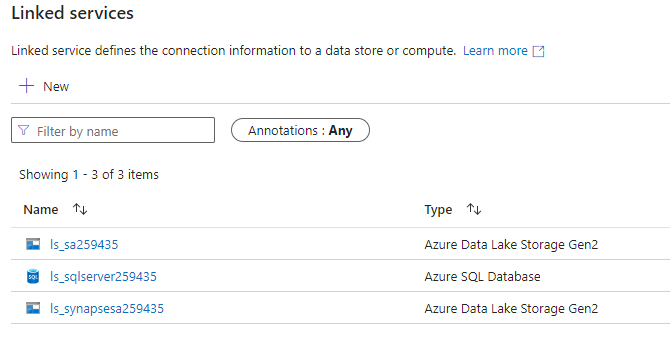 Linked services
Linked service defines the connection information to a data store or compute. Learn more
New
Filter by name
Annotations : Any
Showing 1 - 3 of 3 items
Name Type
ls_sa259435 Azure Data Lake Storage Gen2
SQL ls_sqlserver259435 Azure SQL Database
ls_synapsesa259435 Azure Data Lake Storage Gen2